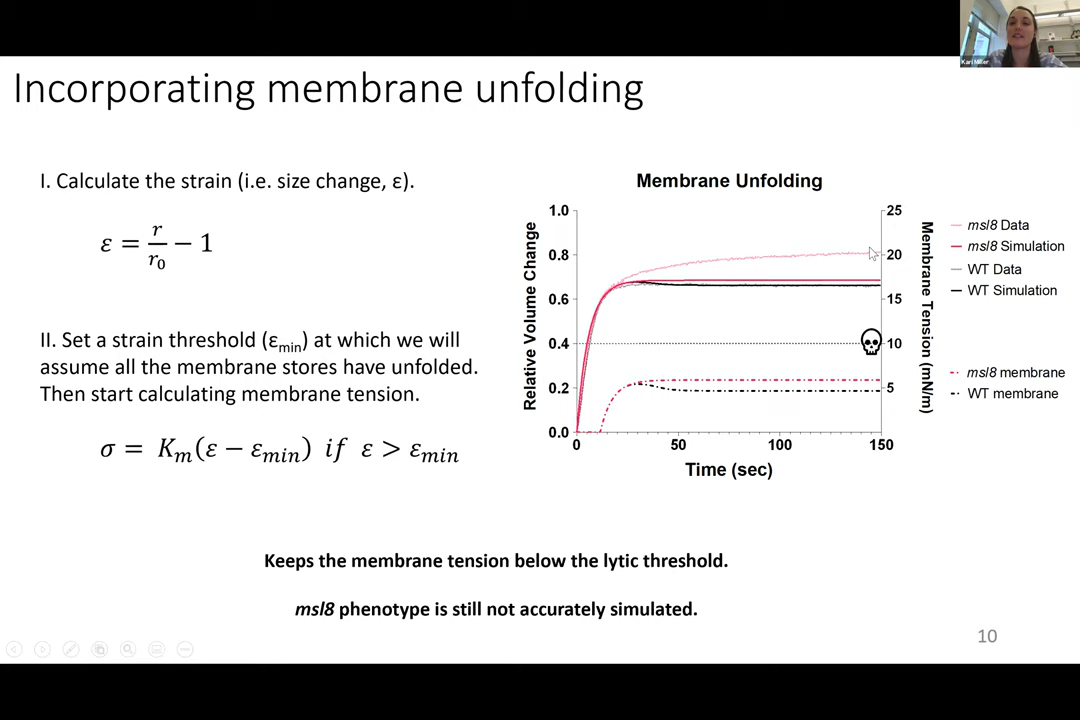 Kari Miller
Incorporating membrane unfolding
I. Calculate the strain (i.e. size change, ε).
ε = r/r₀ − 1
II. Set a strain threshold (εmin) at which we will
assume all the membrane stores have unfolded.
Then start calculating membrane tension.
σ = Kₘ(ε − εmin) if ε > εmin
Membrane Unfolding
Relative Volume Change
1.0
0.8
0.6
0.4
0.2
0.0
0
50
100
150
Time (sec)
25
20
15
10
5
Membrane Tension (mN/m)
msl8 Data
msl8 Simulation
WT Data
WT Simulation
msl8 membrane
WT membrane
Keeps the membrane tension below the lytic threshold.
msl8 phenotype is still not accurately simulated.
10